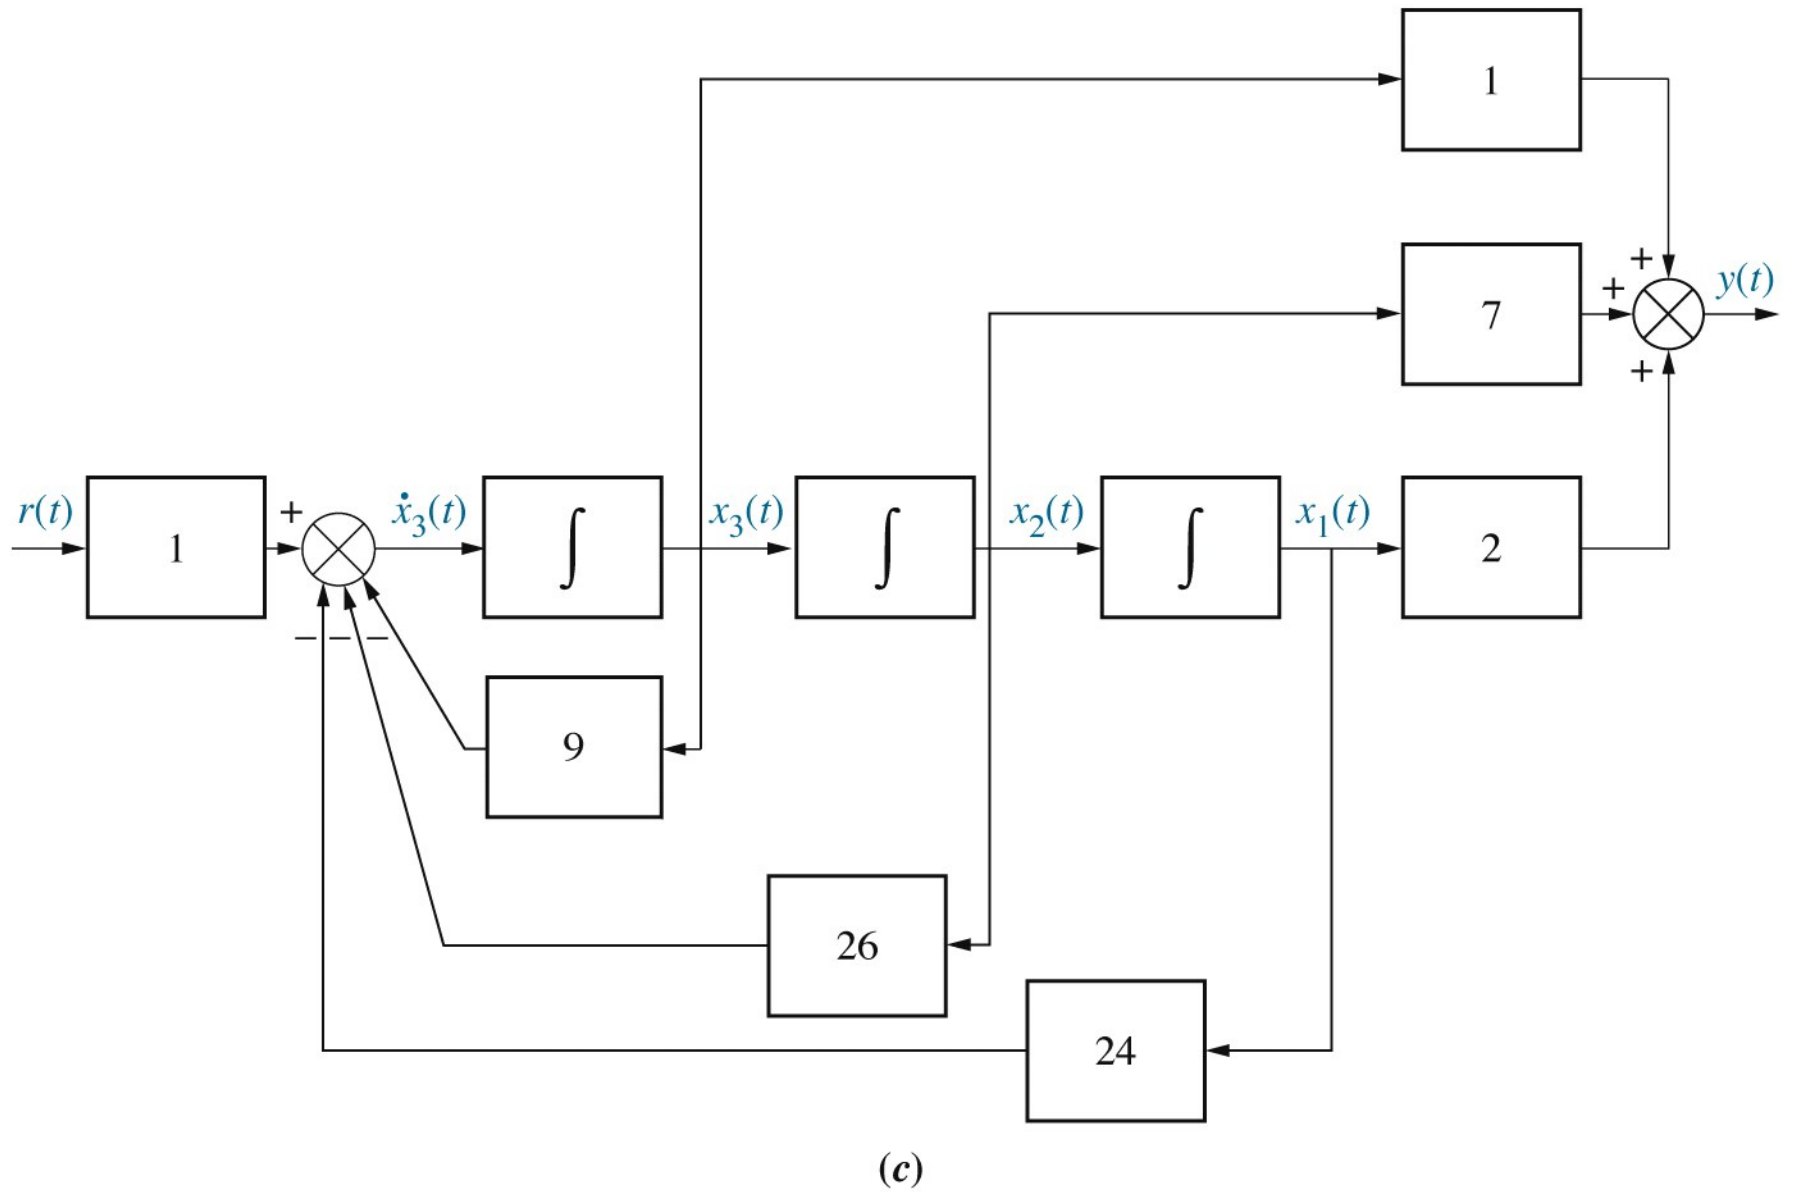 1
+
7
y(t)
+
+
r(t)
1
+
ẋ₃(t)
∫
x₃(t)
∫
x₂(t)
∫
x₁(t)
2
− − −
9
26
24
(c)